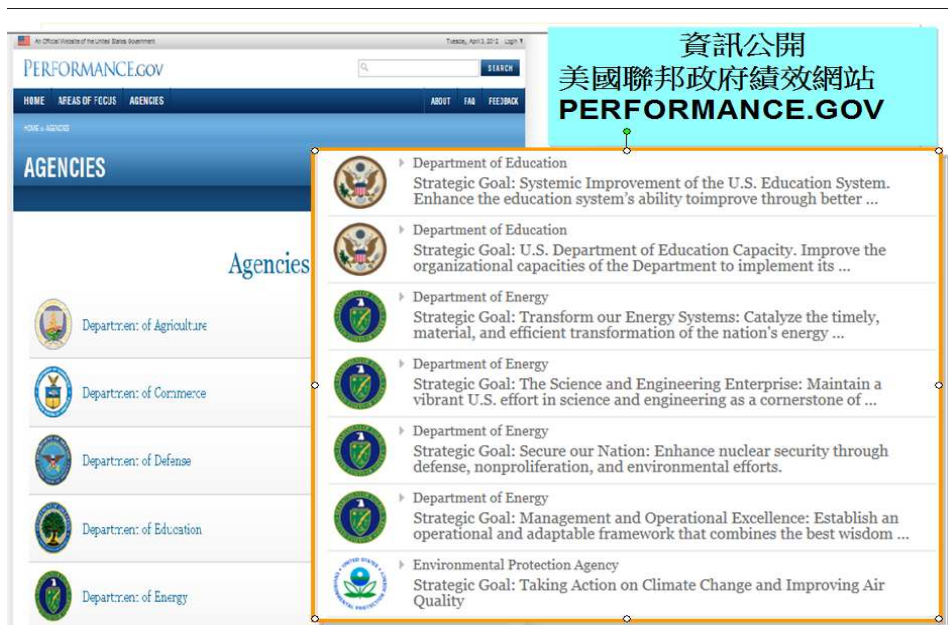 An Official Website of the United States Government
Tuesday, April 3, 2012 Login
PERFORMANCE.GOV
SEARCH
HOME AREAS OF FOCUS AGENCIES
ABOUT FAQ FEEDBACK
HOME » AGENCIES
AGENCIES
Agencies
Department of Agriculture
Department of Commerce
Department of Defense
Department of Education
Department of Energy
資訊公開
美國聯邦政府績效網站
PERFORMANCE.GOV
Department of Education
Strategic Goal: Systemic Improvement of the U.S. Education System.
Enhance the education system's ability toimprove through better ...
Department of Education
Strategic Goal: U.S. Department of Education Capacity. Improve the
organizational capacities of the Department to implement its ...
Department of Energy
Strategic Goal: Transform our Energy Systems: Catalyze the timely,
material, and efficient transformation of the nation's energy ...
Department of Energy
Strategic Goal: The Science and Engineering Enterprise: Maintain a
vibrant U.S. effort in science and engineering as a cornerstone of ...
Department of Energy
Strategic Goal: Secure our Nation: Enhance nuclear security through
defense, nonproliferation, and environmental efforts.
Department of Energy
Strategic Goal: Management and Operational Excellence: Establish an
operational and adaptable framework that combines the best wisdom ...
Environmental Protection Agency
Strategic Goal: Taking Action on Climate Change and Improving Air
Quality